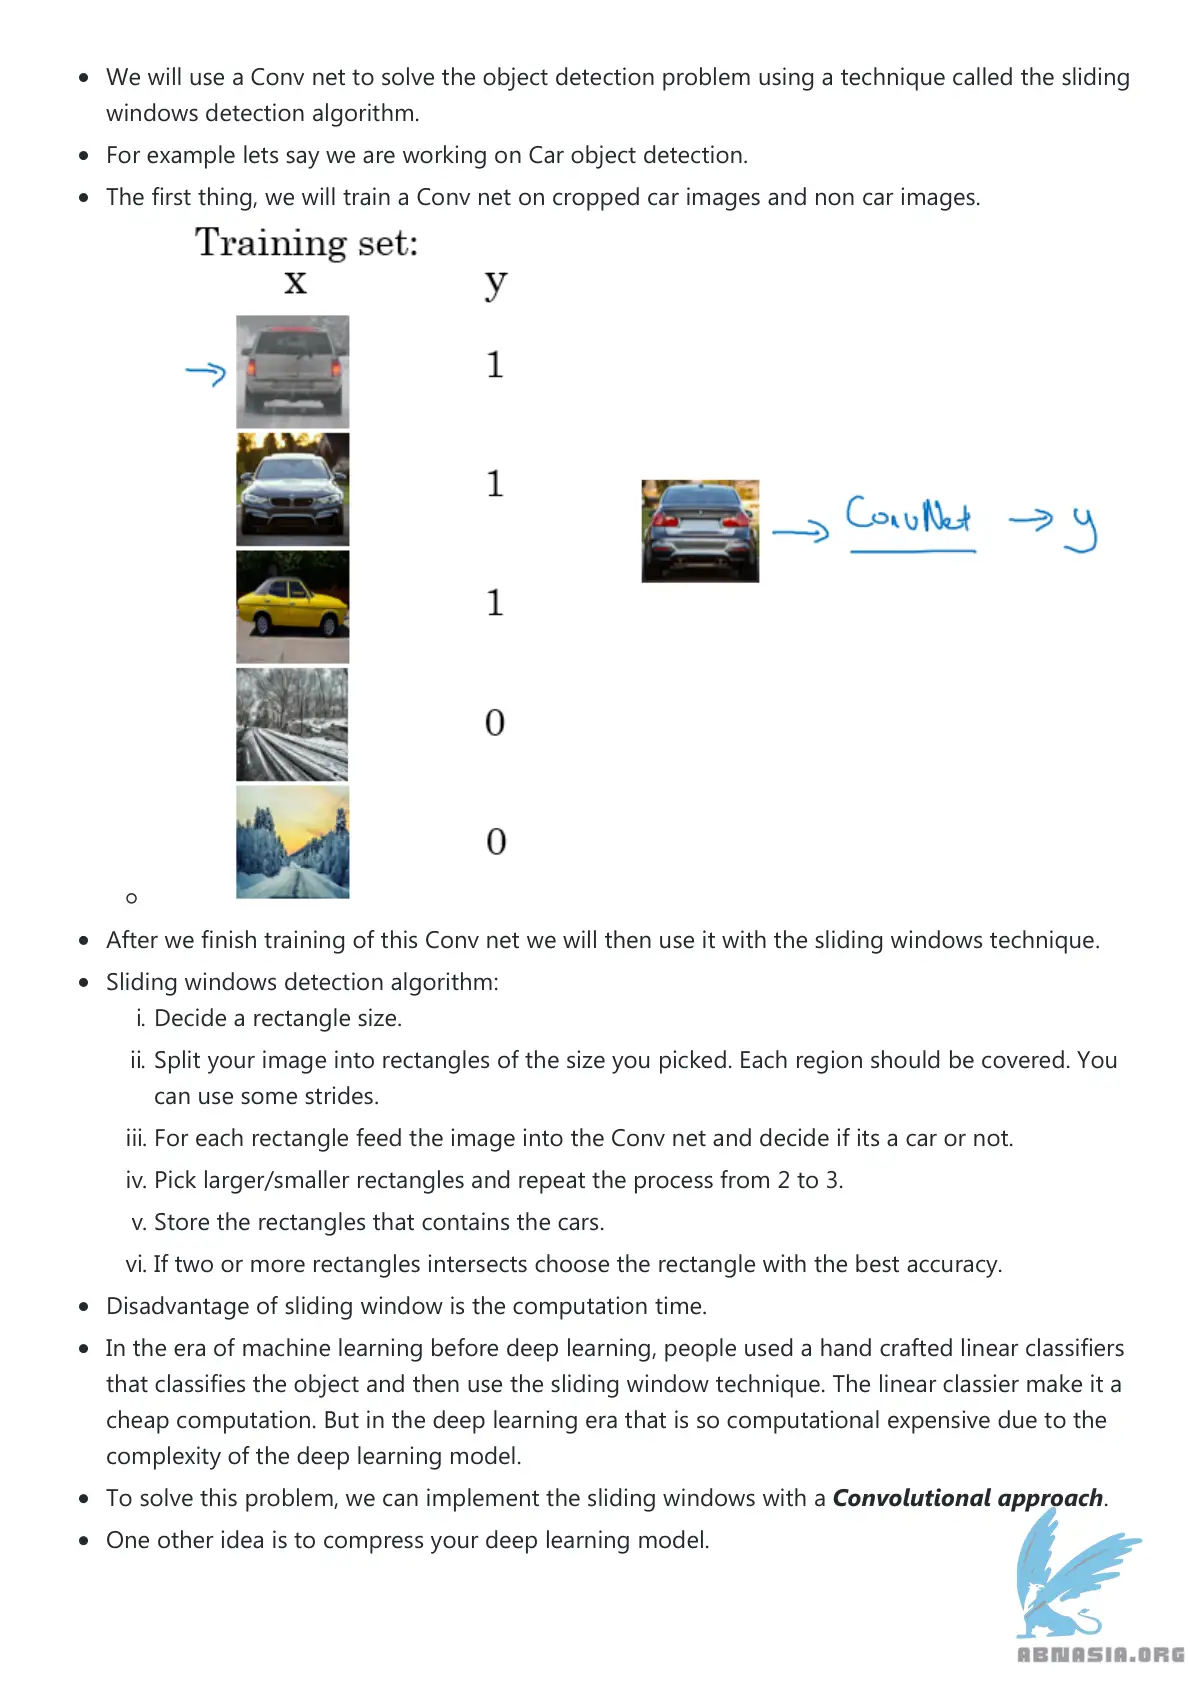 We will use a Conv net to solve the object detection problem using a technique called the sliding
windows detection algorithm.
For example lets say we are working on Car object detection.
The first thing, we will train a Conv net on cropped car images and non car images.
Training set:
x y
1
1
ConvNet y
1
0
0
After we finish training of this Conv net we will then use it with the sliding windows technique.
Sliding windows detection algorithm:
i. Decide a rectangle size.
ii. Split your image into rectangles of the size you picked. Each region should be covered. You
can use some strides.
iii. For each rectangle feed the image into the Conv net and decide if its a car or not.
iv. Pick larger/smaller rectangles and repeat the process from 2 to 3.
v. Store the rectangles that contains the cars.
vi. If two or more rectangles intersects choose the rectangle with the best accuracy.
Disadvantage of sliding window is the computation time.
In the era of machine learning before deep learning, people used a hand crafted linear classifiers
that classifies the object and then use the sliding window technique. The linear classier make it a
cheap computation. But in the deep learning era that is so computational expensive due to the
complexity of the deep learning model.
To solve this problem, we can implement the sliding windows with a Convolutional approach.
One other idea is to compress your deep learning model.
ABNASIA.ORG